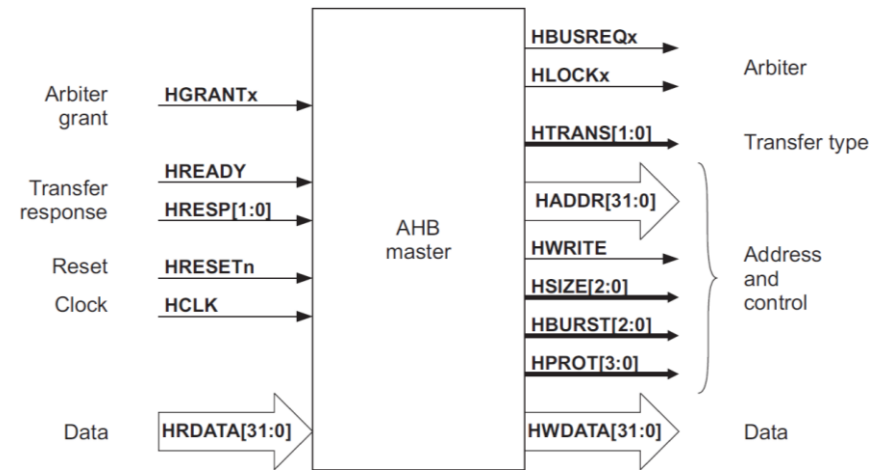 HBUSREQx
HLOCKx
Arbiter
Arbiter
grant
HGRANTx
HTRANS[1:0]
Transfer type
Transfer
response
HREADY
HRESP[1:0]
HADDR[31:0]
AHB
master
HWRITE
Address
and
control
Reset
HRESETn
HSIZE[2:0]
Clock
HCLK
HBURST[2:0]
HPROT[3:0]
Data
HRDATA[31:0]
HWDATA[31:0]
Data